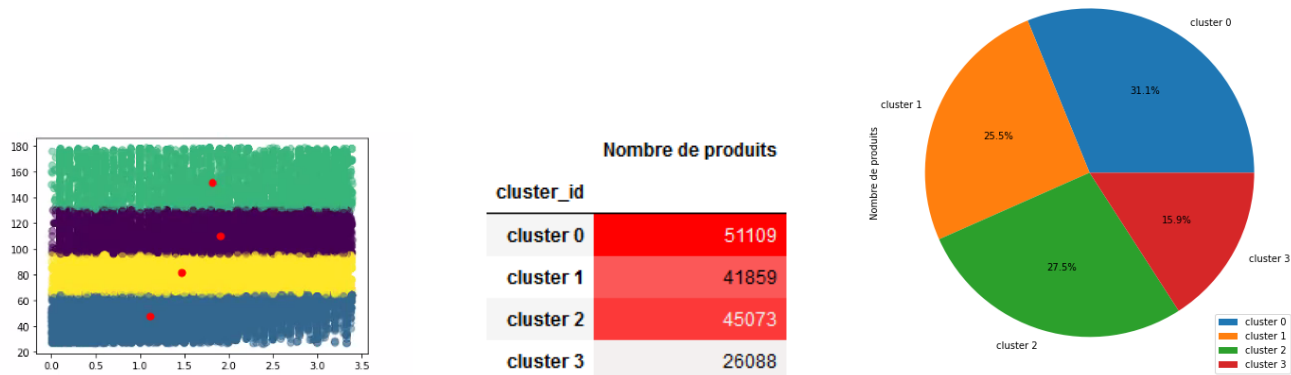 180
160
140
120
100
80
60
40
20
0.0 0.5 1.0 1.5 2.0 2.5 3.0 3.5
Nombre de produits
cluster_id
cluster 0 51109
cluster 1 41859
cluster 2 45073
cluster 3 26088
cluster 0
31.1%
cluster 1
25.5%
Nombre de produits
15.9%
cluster 3
27.5%
cluster 2
cluster 0
cluster 1
cluster 2
cluster 3